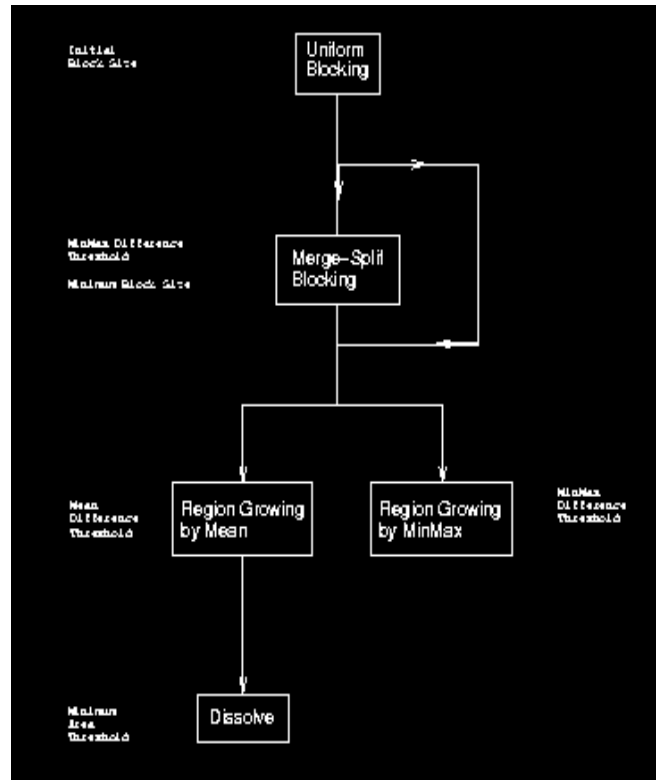 Initial
Block Size
Uniform
Blocking
MinMax Difference
Threshold
Minimum Block Size
Merge-Split
Blocking
Mean
Difference
Threshold
Region Growing
by Mean
Region Growing
by MinMax
MinMax
Difference
Threshold
Minimum
Area
Threshold
Dissolve